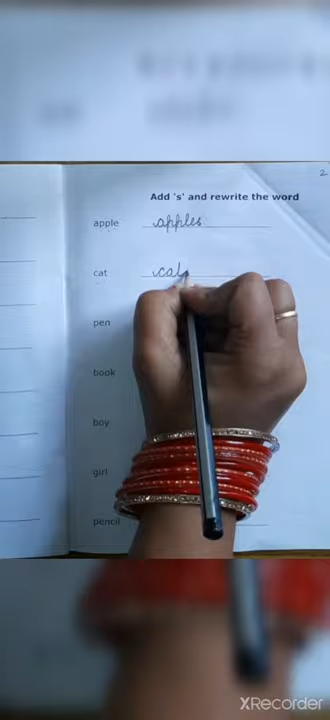 2
Add 's' and rewrite the word
apple apples
cat cat
pen
book
boy
girl
pencil
XRecorder